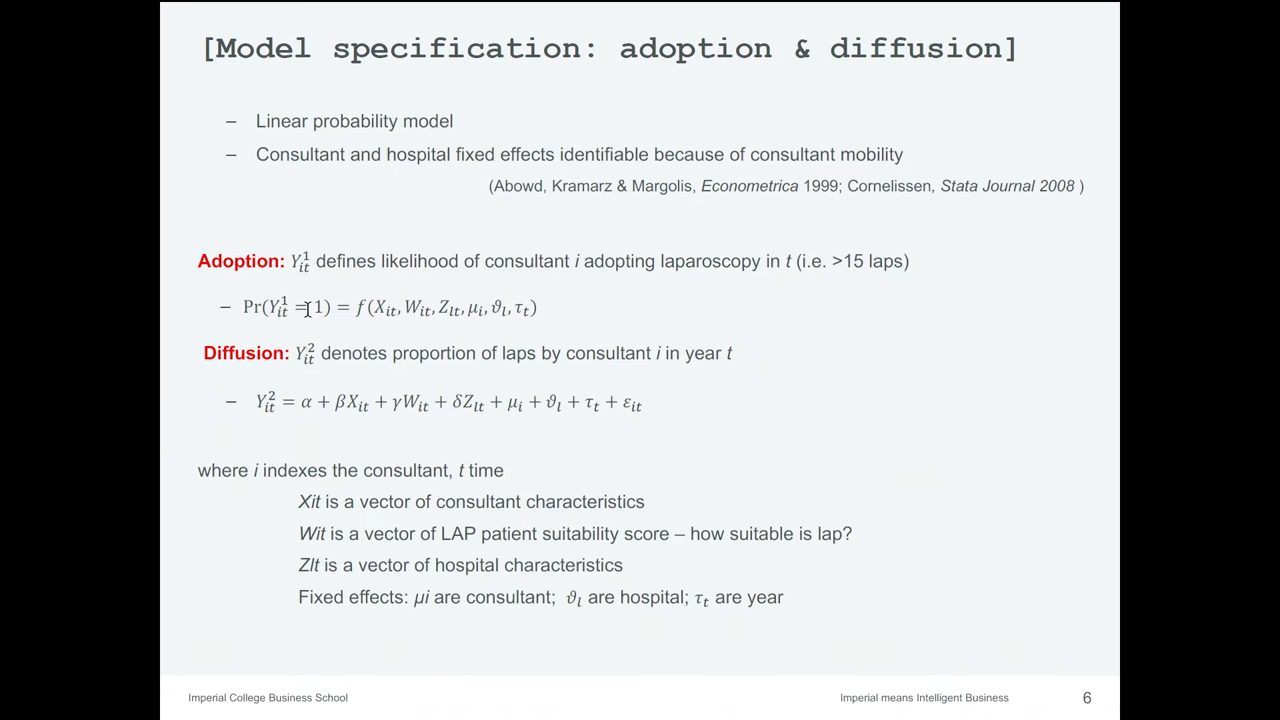 [Model specification: adoption & diffusion]
– Linear probability model
– Consultant and hospital fixed effects identifiable because of consultant mobility
(Abowd, Kramarz & Margolis, Econometrica 1999; Cornelissen, Stata Journal 2008 )
Adoption: Y¹ᵢₜ defines likelihood of consultant i adopting laparoscopy in t (i.e. >15 laps)
– Pr(Y¹ᵢₜ = 1) = f(Xᵢₜ, Wᵢₜ, Zₗₜ, μᵢ, ϑₗ, τₜ)
Diffusion: Y²ᵢₜ denotes proportion of laps by consultant i in year t
– Y²ᵢₜ = α + βXᵢₜ + γWᵢₜ + δZₗₜ + μᵢ + ϑₗ + τₜ + εᵢₜ
where i indexes the consultant, t time
Xit is a vector of consultant characteristics
Wit is a vector of LAP patient suitability score – how suitable is lap?
Zlt is a vector of hospital characteristics
Fixed effects: μi are consultant; ϑₗ are hospital; τₜ are year
Imperial College Business School
Imperial means Intelligent Business
6